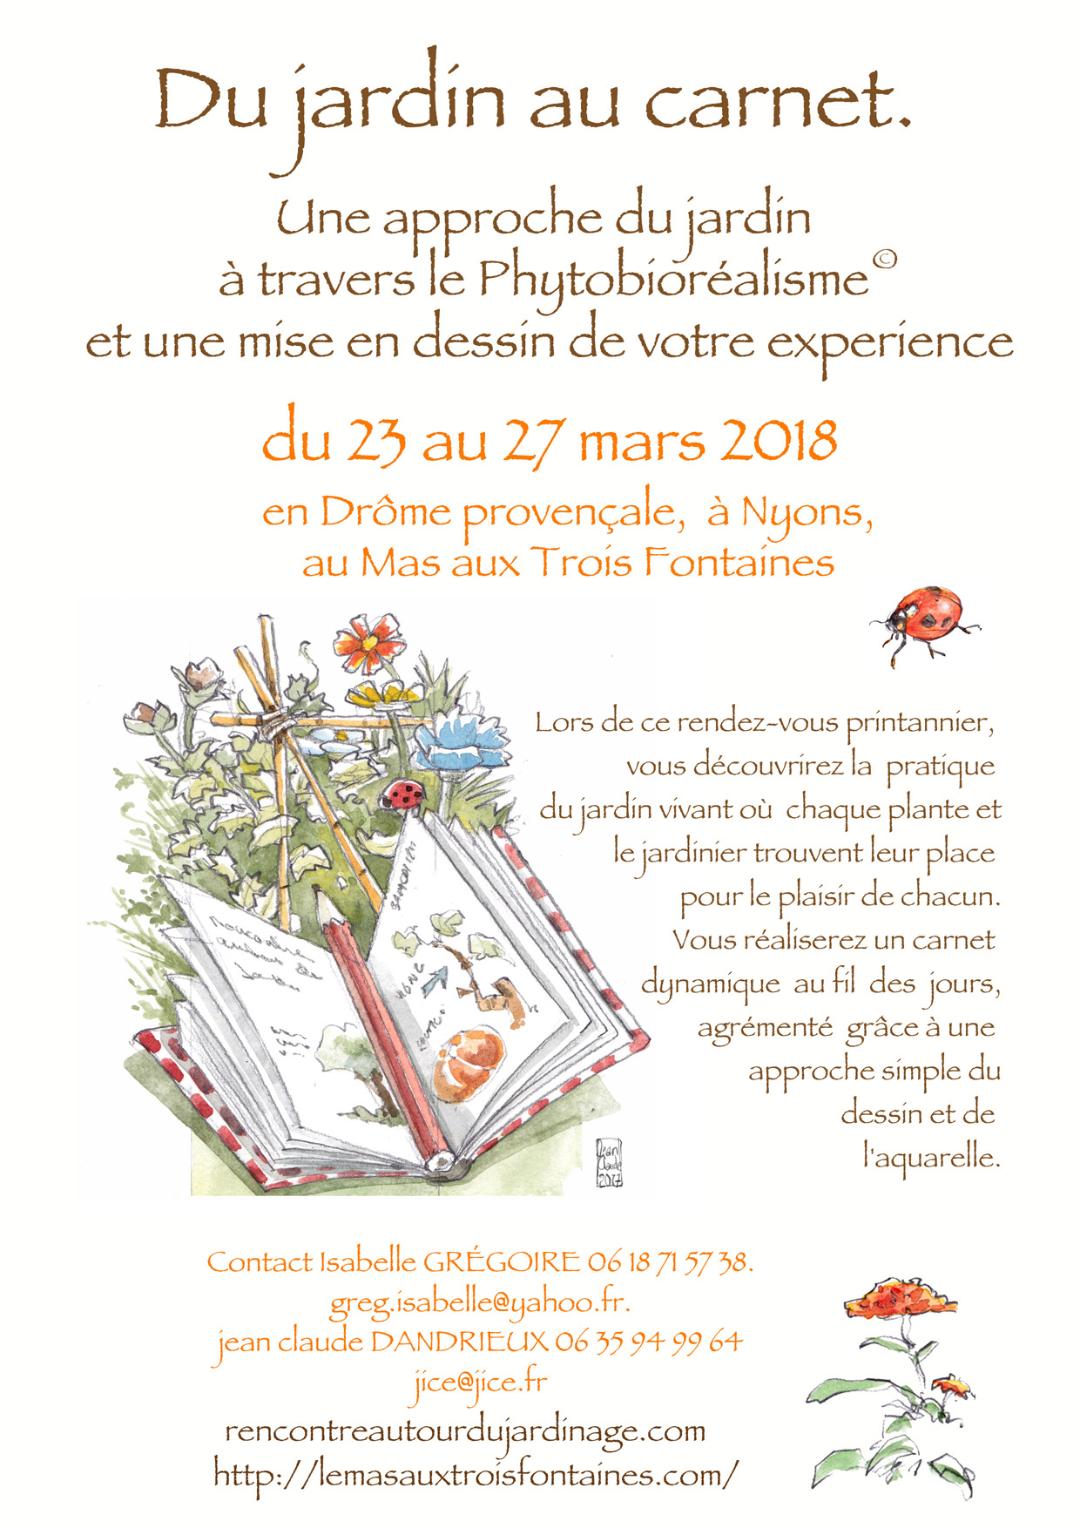 Du jardin au carnet.
Une approche du jardin
à travers le Phytobioréalisme©
et une mise en dessin de votre experience
du 23 au 27 mars 2018
en Drôme provençale, à Nyons,
au Mas aux Trois Fontaines
Lors de ce rendez-vous printannier,
vous découvrirez la pratique
du jardin vivant où chaque plante et
le jardinier trouvent leur place
pour le plaisir de chacun.
Vous réaliserez un carnet
dynamique au fil des jours,
agrémenté grâce à une
approche simple du
dessin et de
l'aquarelle.
Jean
Claude
2017
Contact Isabelle GRÉGOIRE 06 18 71 57 38.
greg.isabelle@yahoo.fr.
jean claude DANDRIEUX 06 35 94 99 64
jice@jice.fr
rencontreautourdujardinage.com
http://lemasauxtroisfontaines.com/